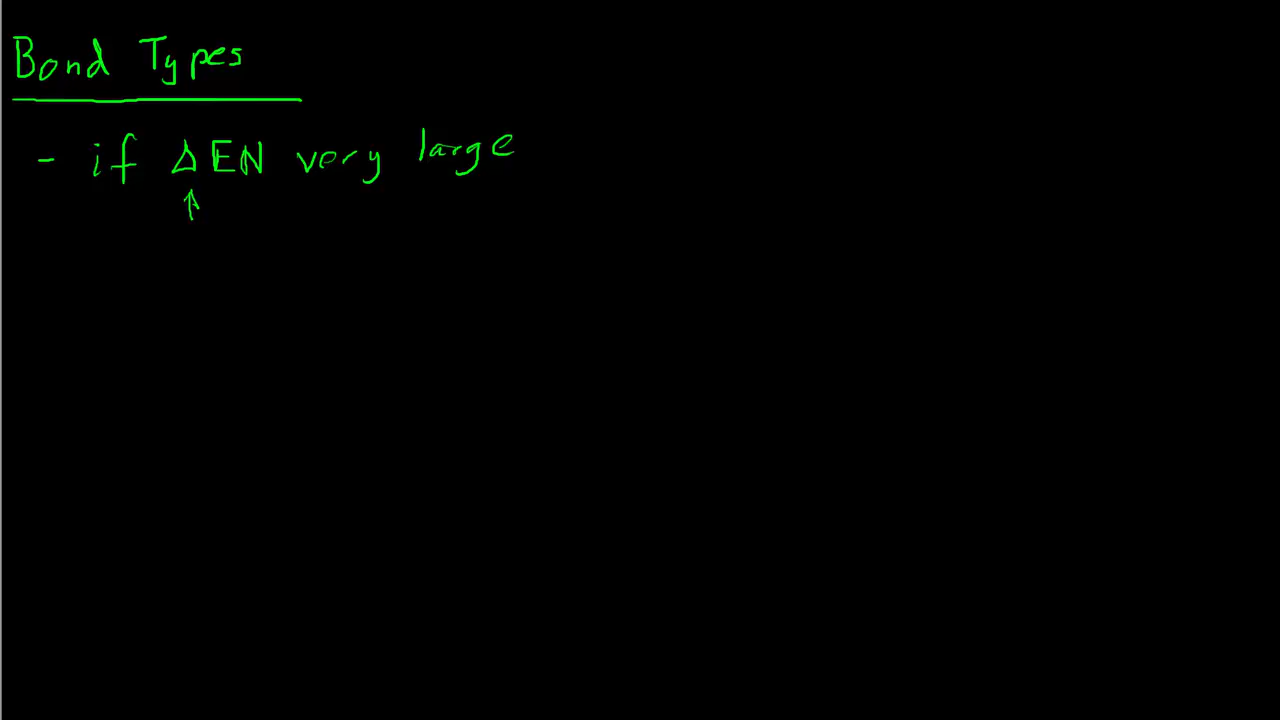 Bond Types
- if ΔEN very large
↑